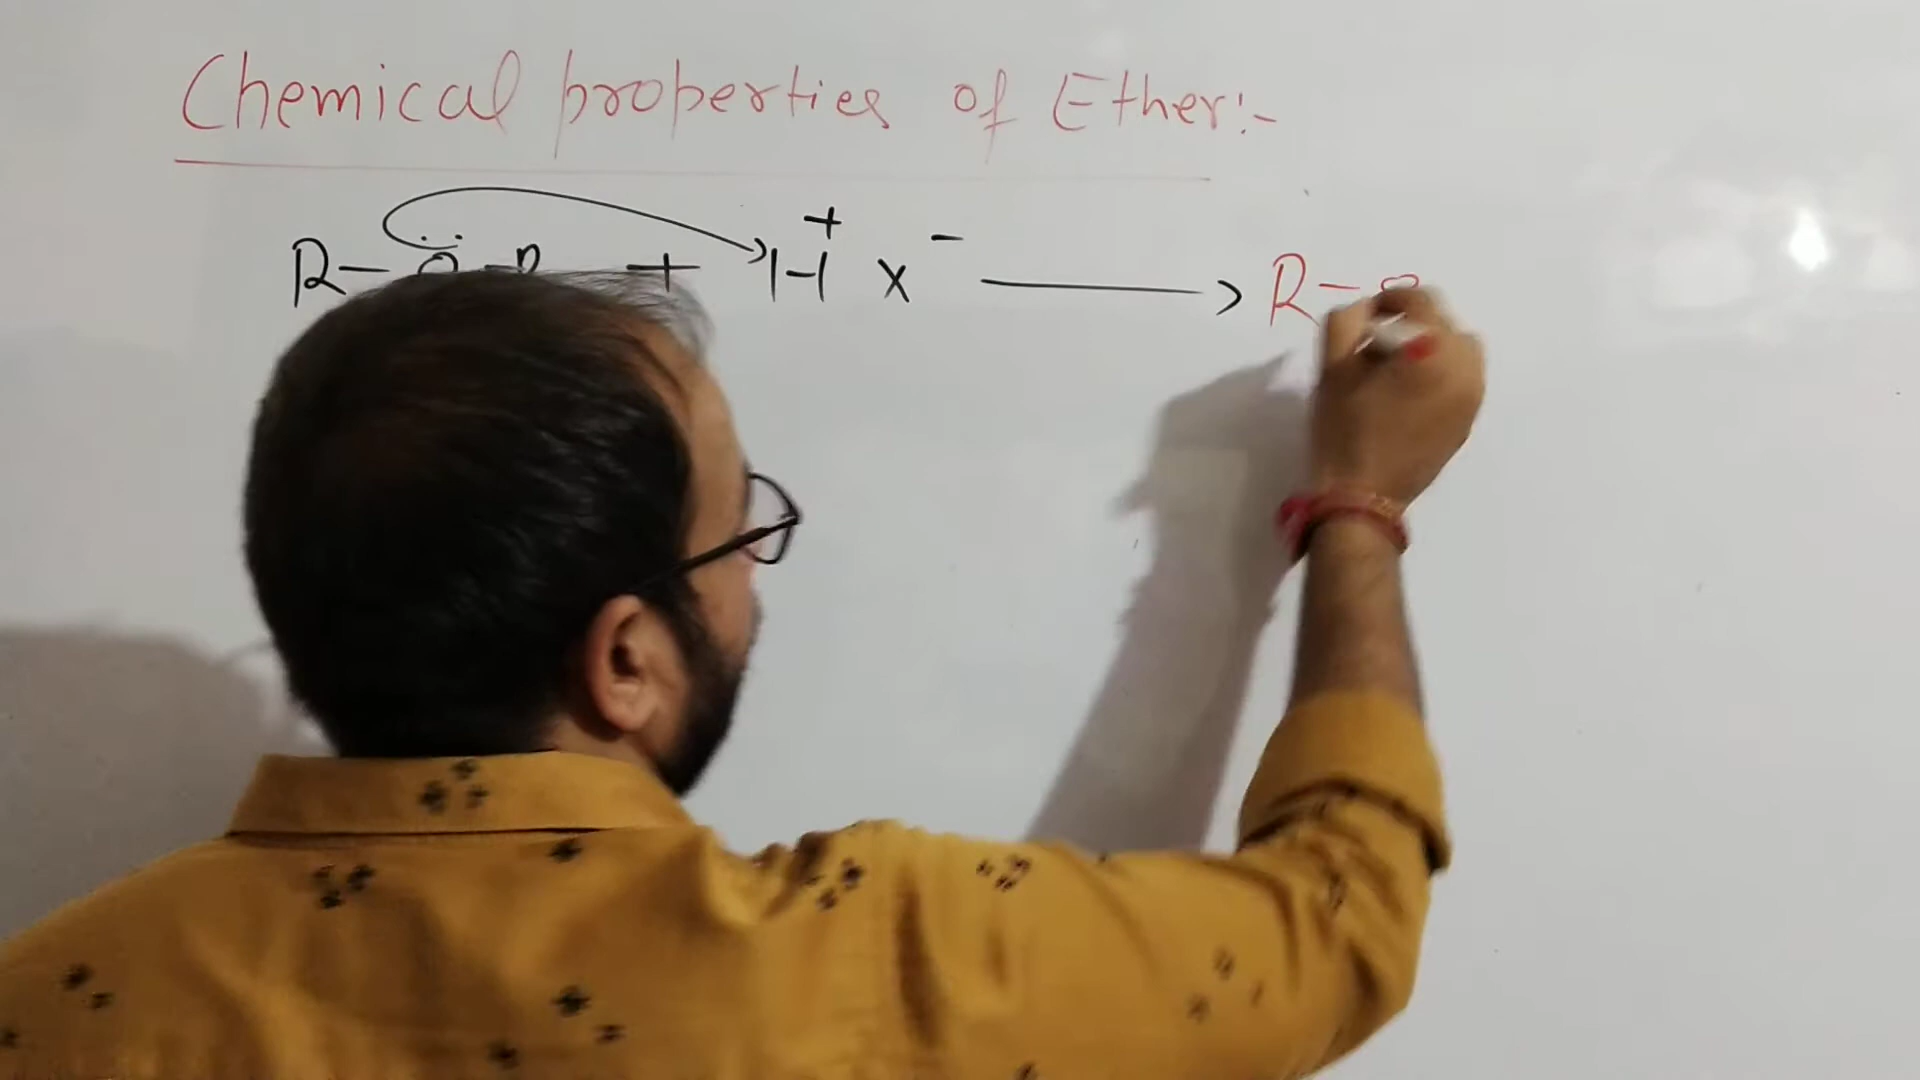 Chemical properties of Ether:-
R-Ö-R + H⁺ X⁻ ⟶ R-O